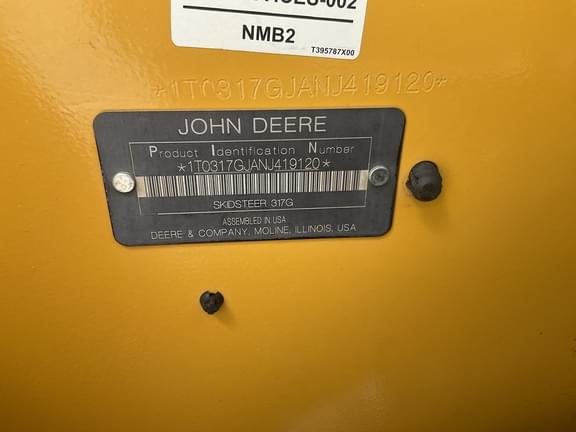 NMB2
T395787X00
*1T0317GJANJ419120*
JOHN DEERE
Product Identification Number
*1T0317GJANJ419120*
SKIDSTEER 317G
ASSEMBLED IN USA
DEERE & COMPANY, MOLINE, ILLINOIS, USA